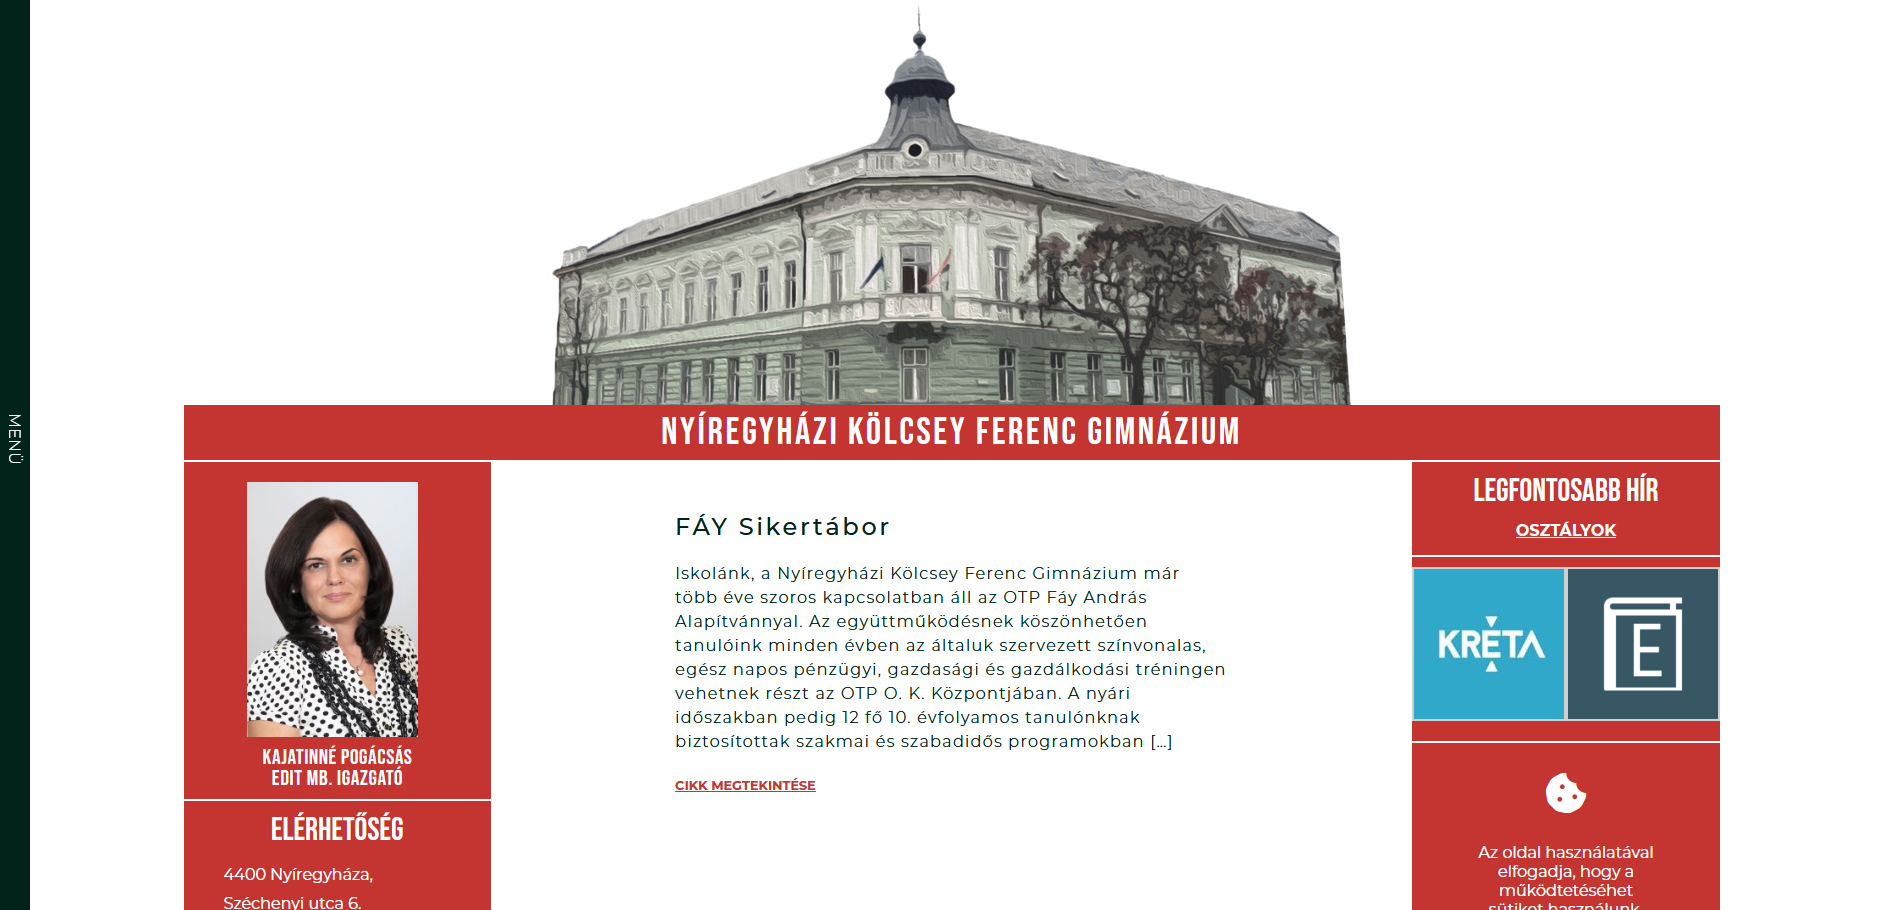 MENÜ
NYÍREGYHÁZI KÖLCSEY FERENC GIMNÁZIUM
KAJATINNÉ POGÁCSÁS
EDIT MB. IGAZGATÓ
ELÉRHETŐSÉG
4400 Nyíregyháza,
Széchenyi utca 6.
FÁY Sikertábor
Iskolánk, a Nyíregyházi Kölcsey Ferenc Gimnázium már
több éve szoros kapcsolatban áll az OTP Fáy András
Alapítvánnyal. Az együttműködésnek köszönhetően
tanulóink minden évben az általuk szervezett színvonalas,
egész napos pénzügyi, gazdasági és gazdálkodási tréningen
vehetnek részt az OTP O. K. Központjában. A nyári
időszakban pedig 12 fő 10. évfolyamos tanulónknak
biztosítottak szakmai és szabadidős programokban [...]
CIKK MEGTEKINTÉSE
LEGFONTOSABB HÍR
OSZTÁLYOK
KRÉTA
E
Az oldal használatával
elfogadja, hogy a
működtetéséhet
sütiket használunk.